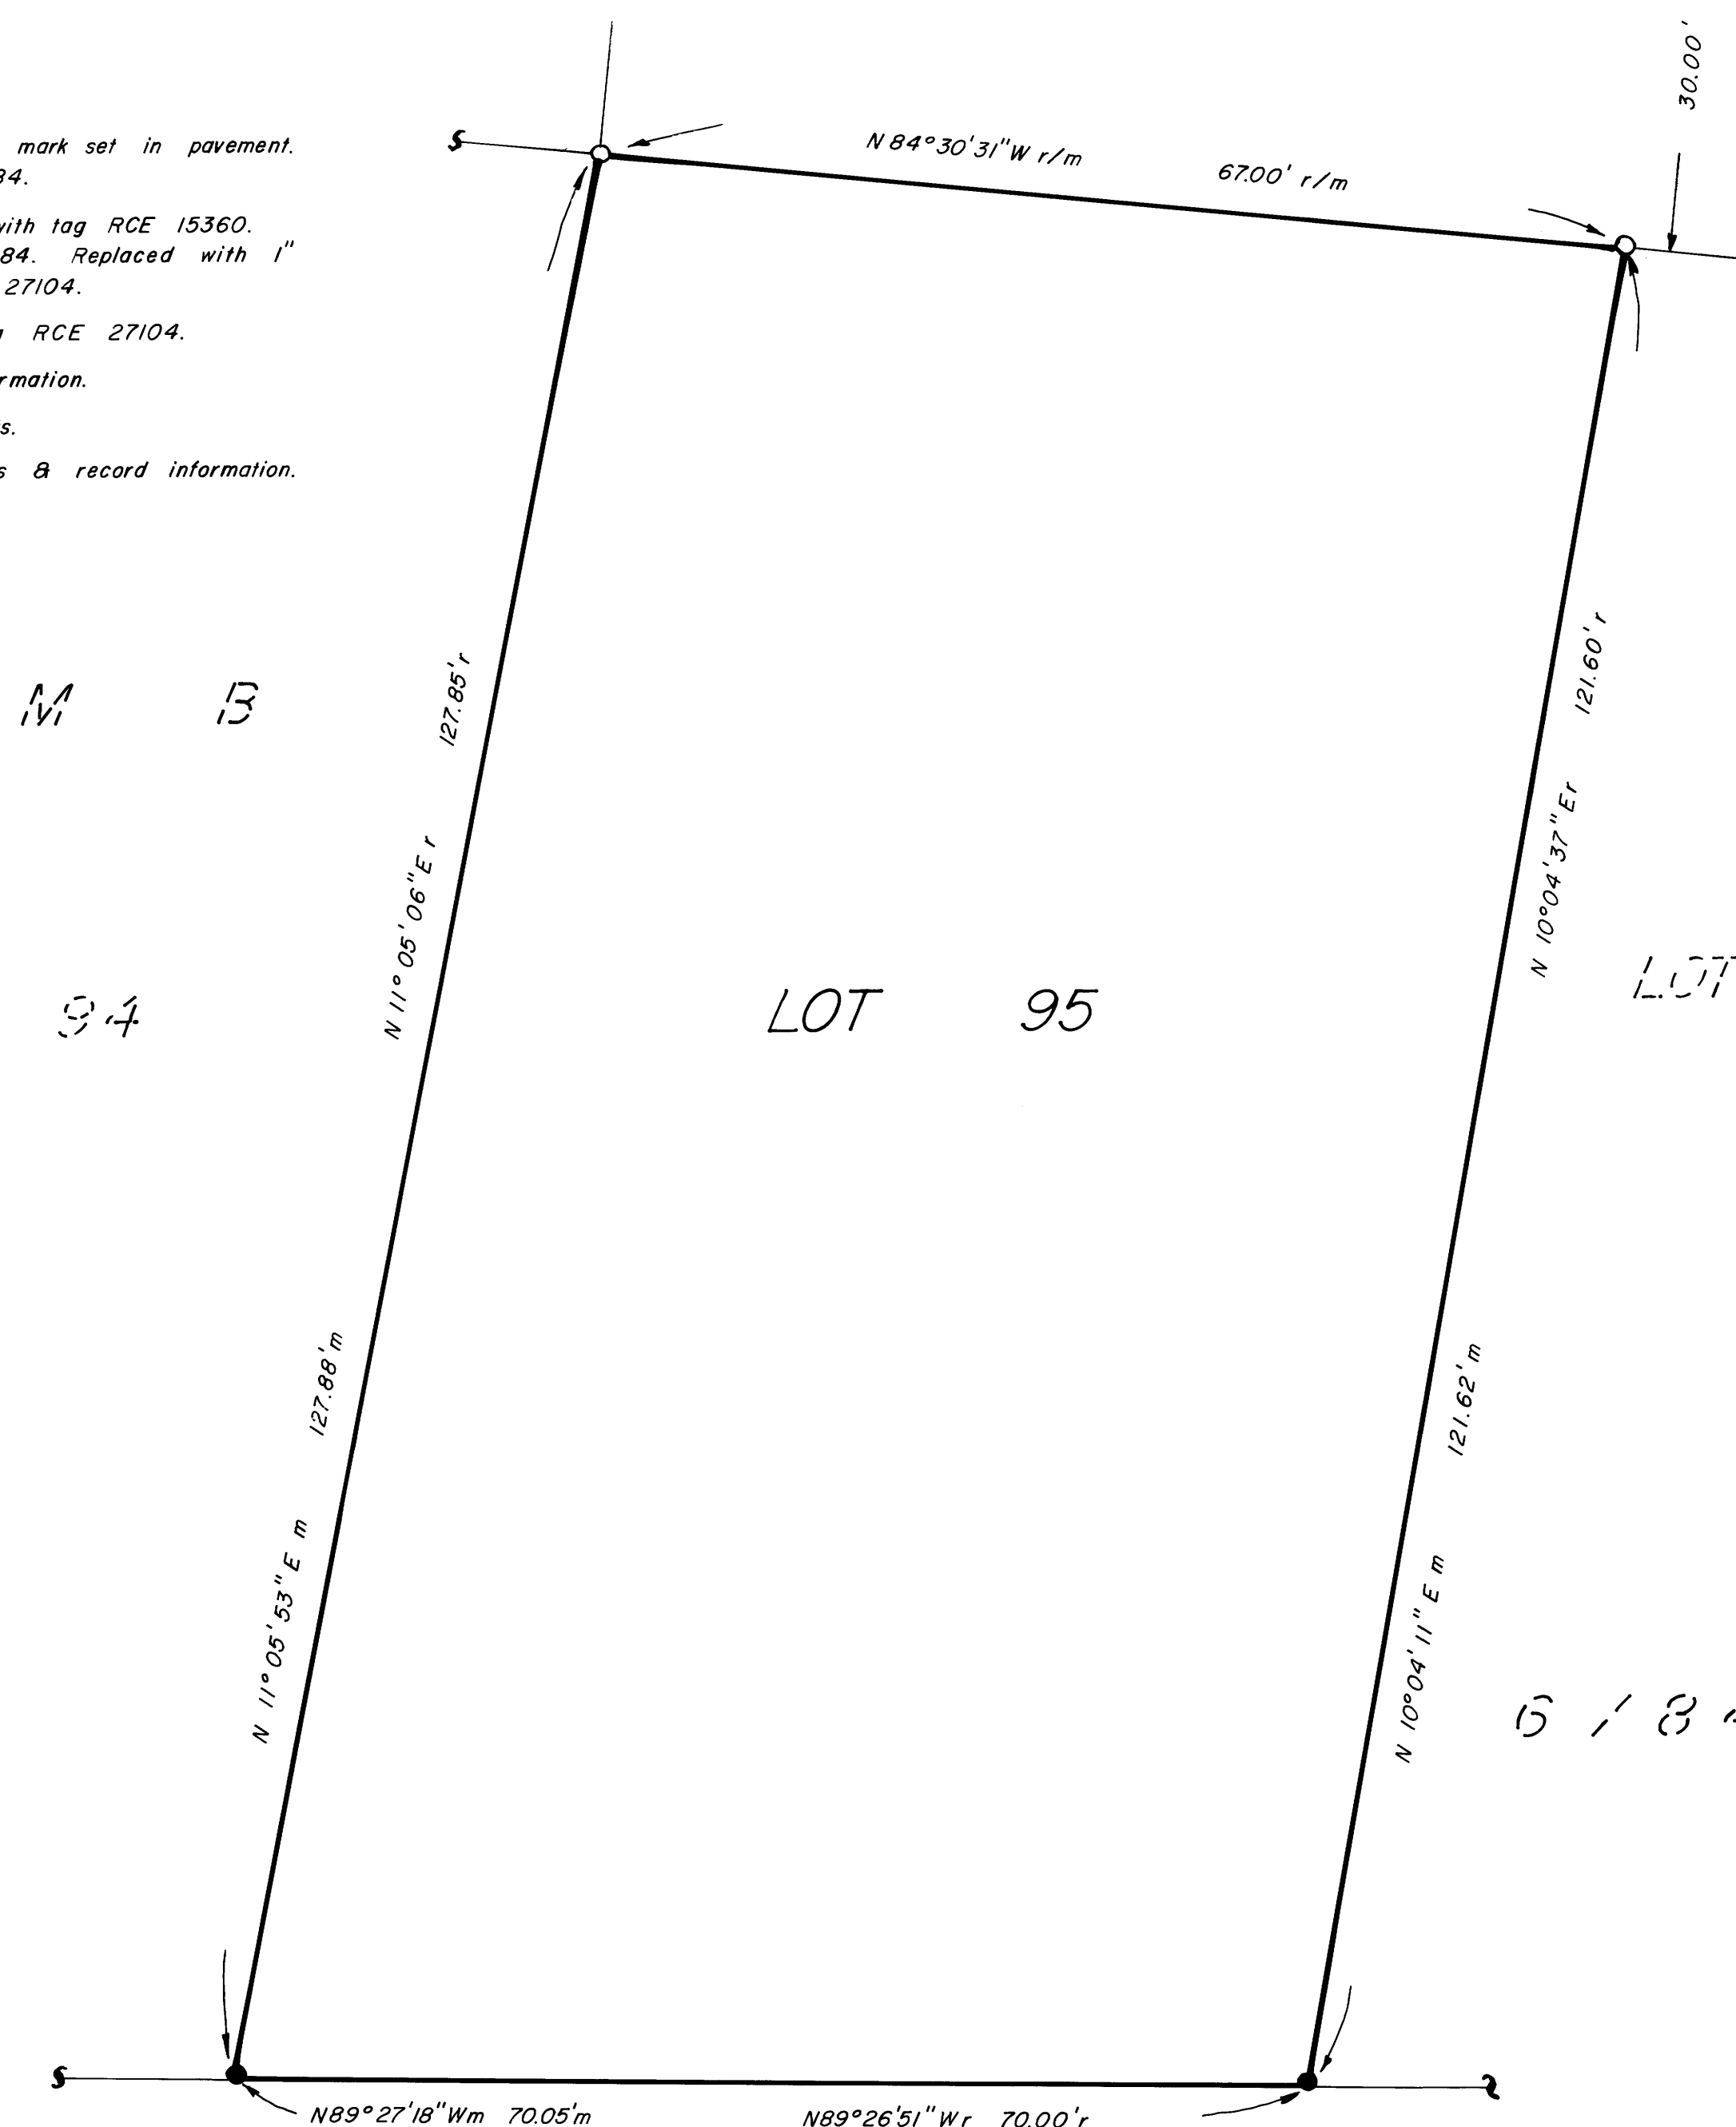 30.00'
mark set in pavement.
84.
N 84°30'31"W r/m 67.00' r/m
with tag RCE 15360.
84. Replaced with 1"
27104.
RCE 27104.
rmation.
s.
s & record information.
127.85' r
121.60' r
M B
N 11°05'06"E r
N 10°04'37"E r
94
LOT 95
LOT
127.88' m
121.62' m
N 11°05'53"E m
N 10°04'11"E m
6184
N89°27'18"W m 70.05' m
N89°26'51"W r 70.00' r